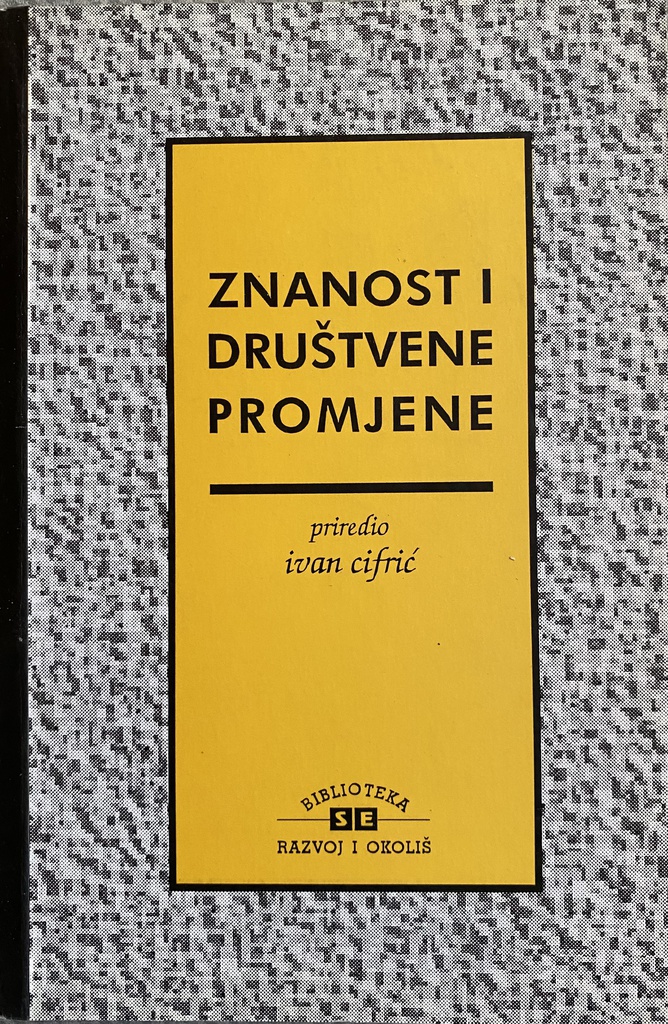 ZNANOST I
DRUŠTVENE
PROMJENE
priredio
ivan cifrić
BIBLIOTEKA
SE
RAZVOJ I OKOLIŠ